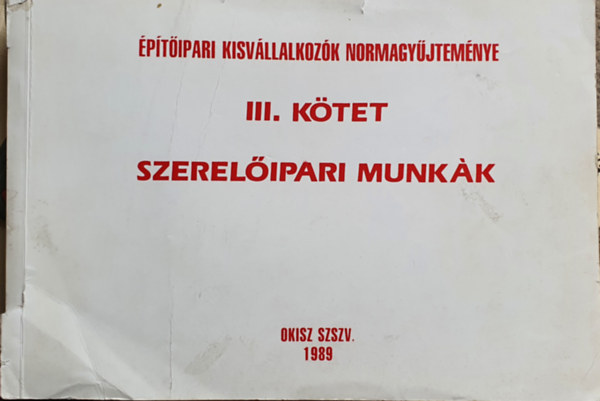 ÉPÍTŐIPARI KISVÁLLALKOZÓK NORMAGYŰJTEMÉNYE
III. KÖTET
SZERELŐIPARI MUNKÀK
OKISZ SZSZV.
1989